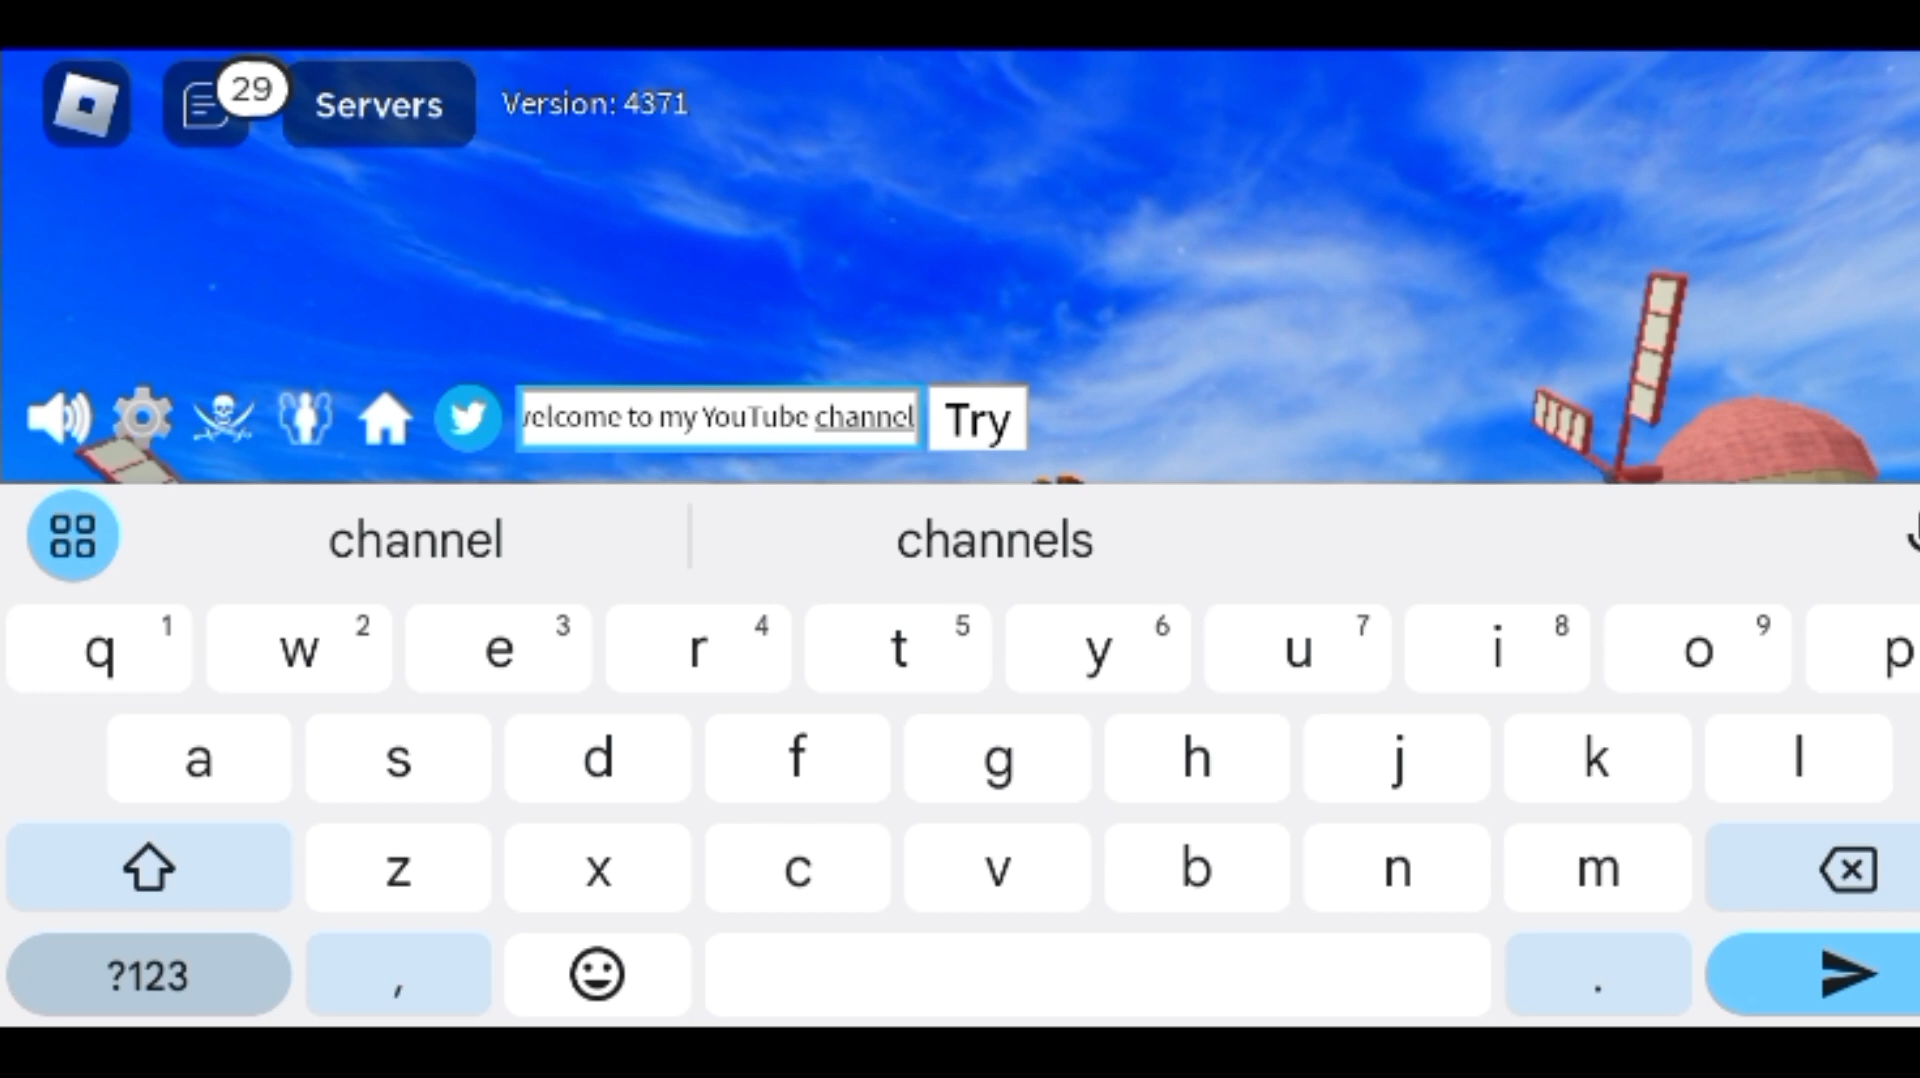 29
Servers
Version: 4371
elcome to my YouTube channel
Try
channel
channels
q 1 w 2 e 3 r 4 t 5 y 6 u 7 i 8 o 9 p
a s d f g h j k l
z x c v b n m
?123 , .